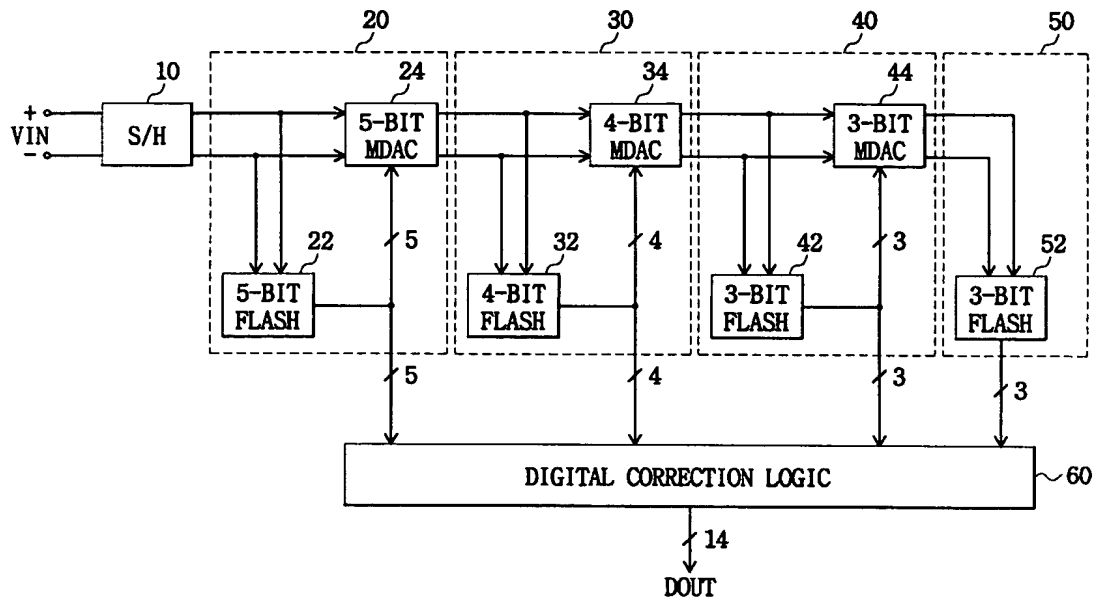 20
30
40
50
10
24
34
44
+
VIN
-
S/H
5-BIT
MDAC
4-BIT
MDAC
3-BIT
MDAC
5
4
3
22
32
42
52
5-BIT
FLASH
4-BIT
FLASH
3-BIT
FLASH
3-BIT
FLASH
5
4
3
3
DIGITAL CORRECTION LOGIC
60
14
DOUT